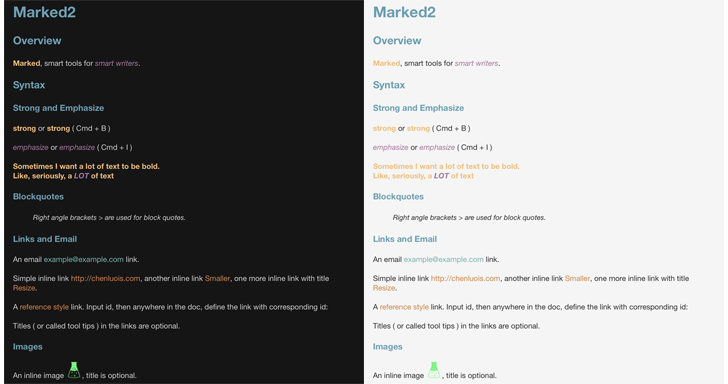 Marked2
Overview
Marked, smart tools for smart writers.
Syntax
Strong and Emphasize
strong or strong ( Cmd + B )
emphasize or emphasize ( Cmd + I )
Sometimes I want a lot of text to be bold.
Like, seriously, a LOT of text
Blockquotes
Right angle brackets > are used for block quotes.
Links and Email
An email example@example.com link.
Simple inline link http://chenluois.com, another inline link Smaller, one more inline link with title
Resize.
A reference style link. Input id, then anywhere in the doc, define the link with corresponding id:
Titles ( or called tool tips ) in the links are optional.
Images
An inline image , title is optional.
Marked2
Overview
Marked, smart tools for smart writers.
Syntax
Strong and Emphasize
strong or strong ( Cmd + B )
emphasize or emphasize ( Cmd + I )
Sometimes I want a lot of text to be bold.
Like, seriously, a LOT of text
Blockquotes
Right angle brackets > are used for block quotes.
Links and Email
An email example@example.com link.
Simple inline link http://chenluois.com, another inline link Smaller, one more inline link with title
Resize.
A reference style link. Input id, then anywhere in the doc, define the link with corresponding id:
Titles ( or called tool tips ) in the links are optional.
Images
An inline image , title is optional.